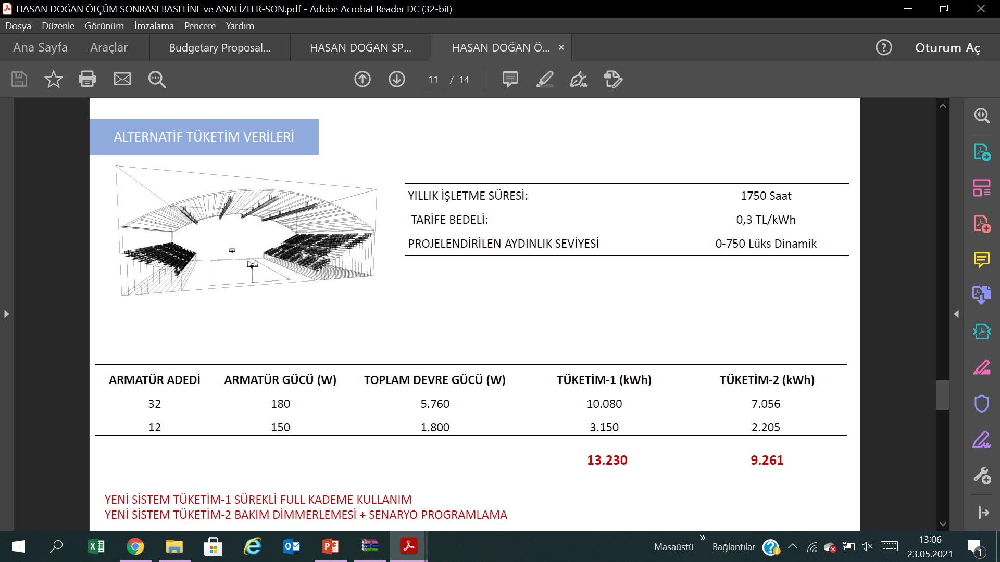 HASAN DOĞAN ÖLÇÜM SONRASI BASELİNE ve ANALİZLER-SON.pdf - Adobe Acrobat Reader DC (32-bit)
Dosya Düzenle Görünüm İmzalama Pencere Yardım
Ana Sayfa Araçlar Budgetary Proposal... HASAN DOĞAN SP... HASAN DOĞAN Ö... × ? Oturum Aç
11 / 14
ALTERNATİF TÜKETİM VERİLERİ
YILLIK İŞLETME SÜRESİ: 1750 Saat
TARİFE BEDELİ: 0,3 TL/kWh
PROJELENDİRİLEN AYDINLIK SEVİYESİ 0-750 Lüks Dinamik
ARMATÜR ADEDİ ARMATÜR GÜCÜ (W) TOPLAM DEVRE GÜCÜ (W) TÜKETİM-1 (kWh) TÜKETİM-2 (kWh)
32 180 5.760 10.080 7.056
12 150 1.800 3.150 2.205
13.230 9.261
YENİ SİSTEM TÜKETİM-1 SÜREKLİ FULL KADEME KULLANIM
YENİ SİSTEM TÜKETİM-2 BAKIM DİMMERLEMESİ + SENARYO PROGRAMLAMA
Masaüstü » Bağlantılar
13:06
23.05.2021
1